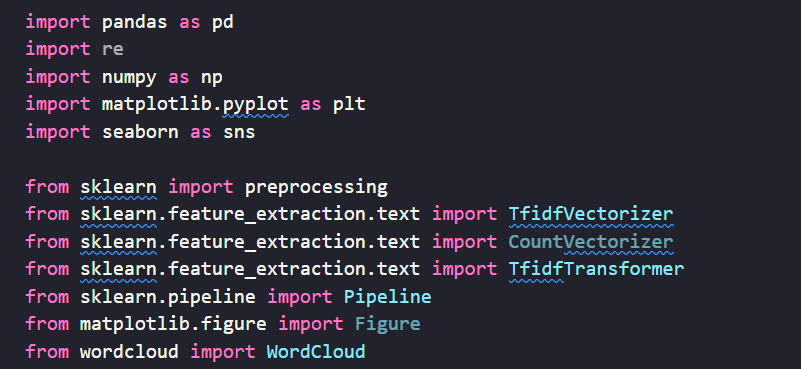 import pandas as pd
import re
import numpy as np
import matplotlib.pyplot as plt
import seaborn as sns
from sklearn import preprocessing
from sklearn.feature_extraction.text import TfidfVectorizer
from sklearn.feature_extraction.text import CountVectorizer
from sklearn.feature_extraction.text import TfidfTransformer
from sklearn.pipeline import Pipeline
from matplotlib.figure import Figure
from wordcloud import WordCloud